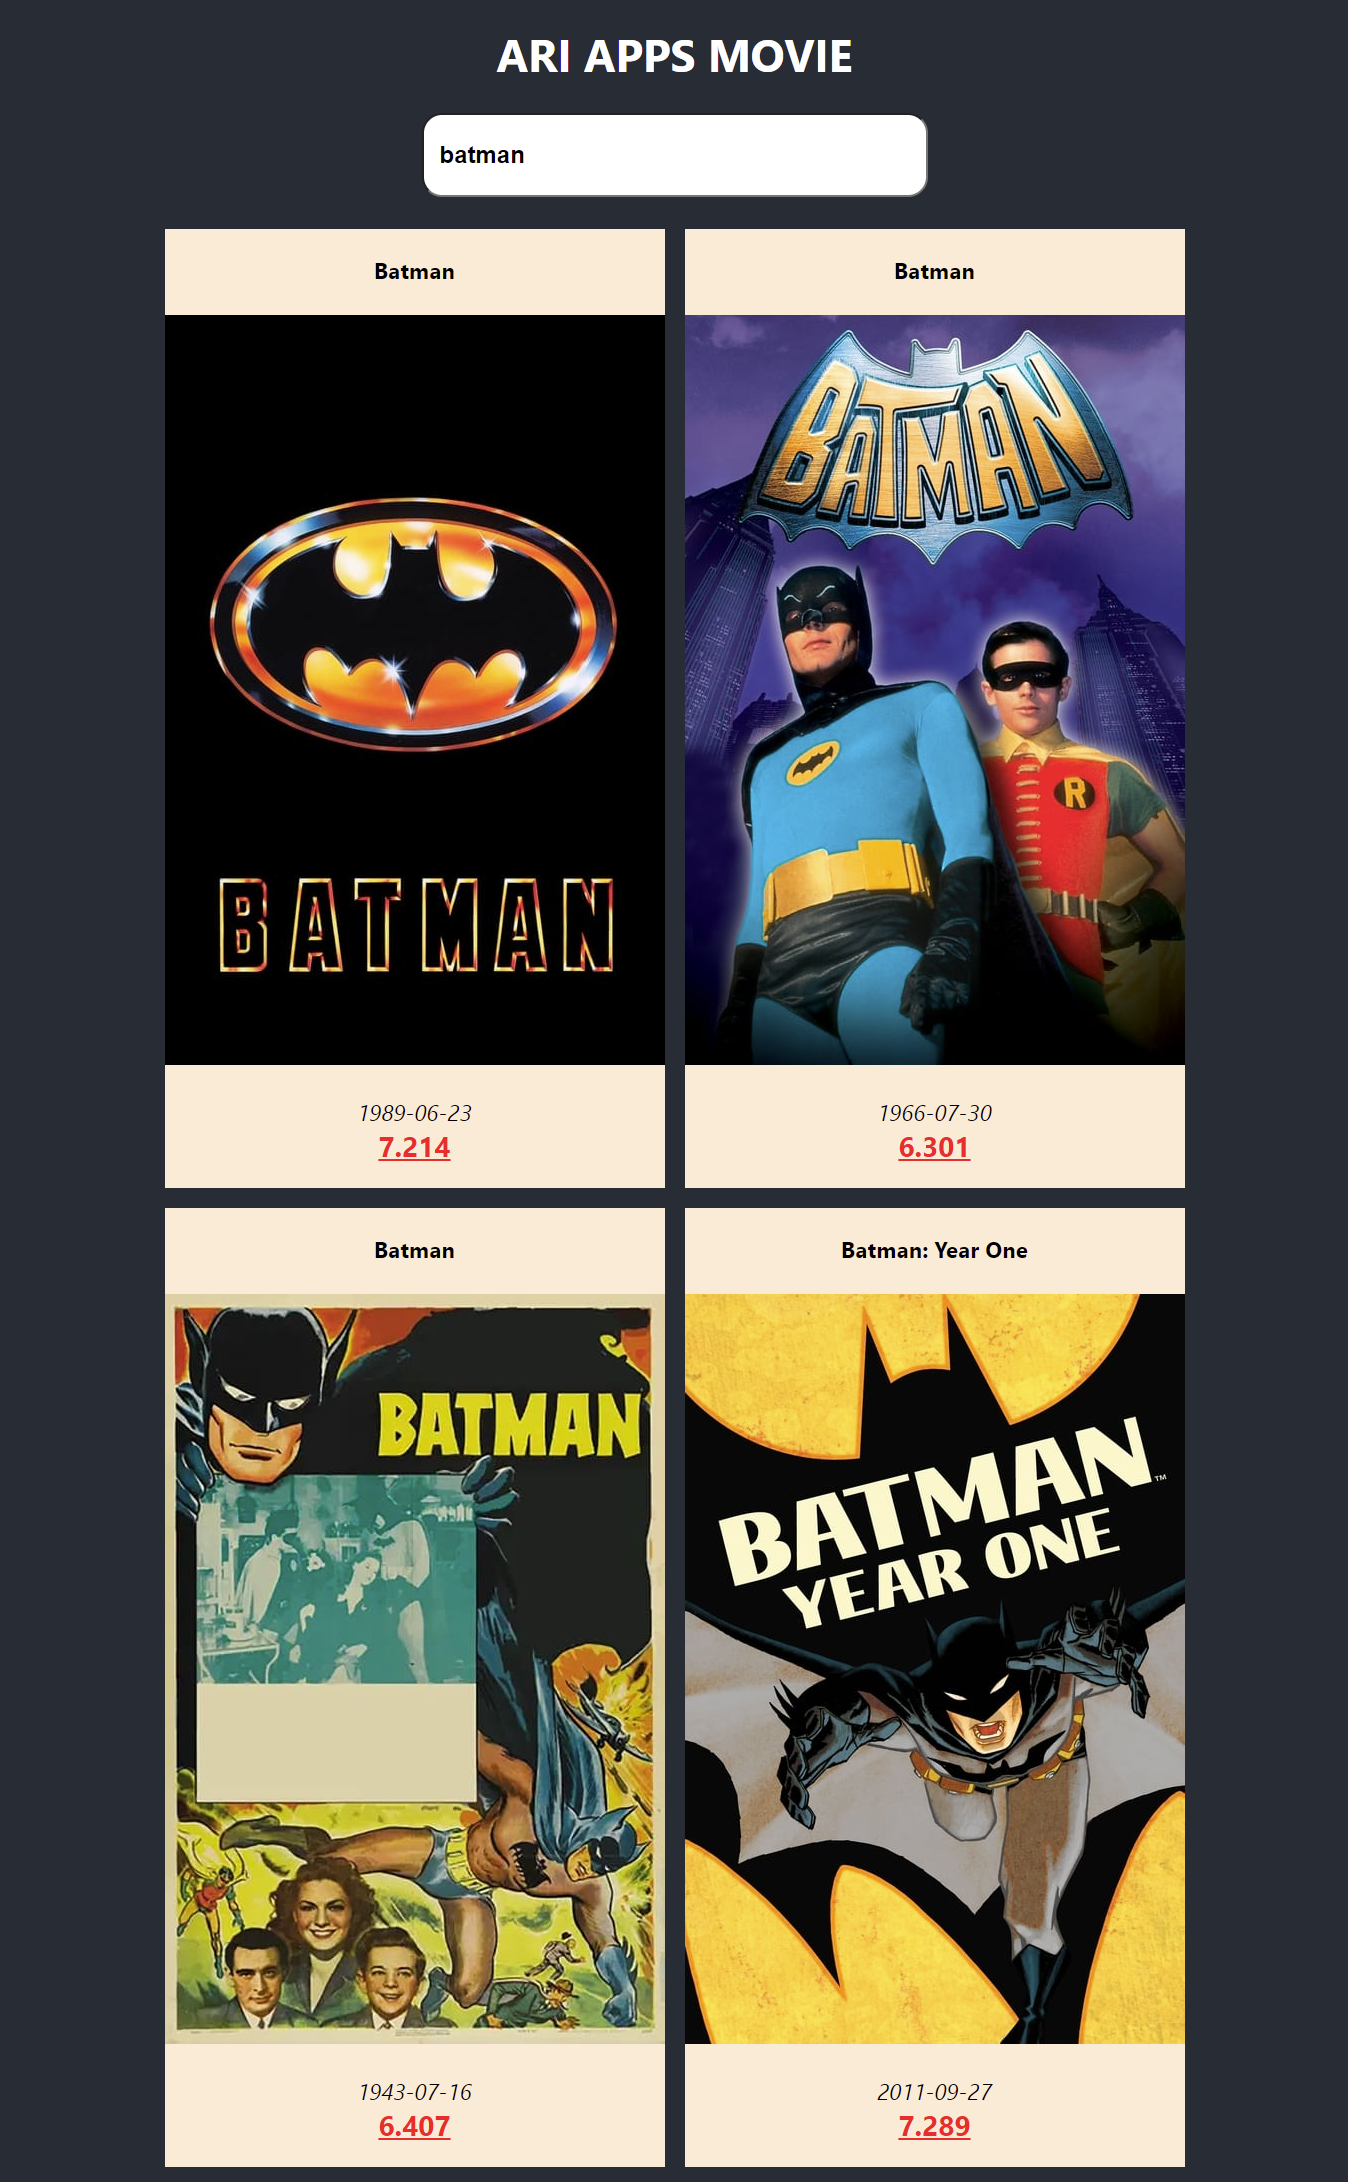 ARI APPS MOVIE
batman
Batman
BATMAN
1989-06-23
7.214
Batman
BATMAN
R
1966-07-30
6.301
Batman
BATMAN
1943-07-16
6.407
Batman: Year One
BATMAN™
YEAR ONE
2011-09-27
7.289